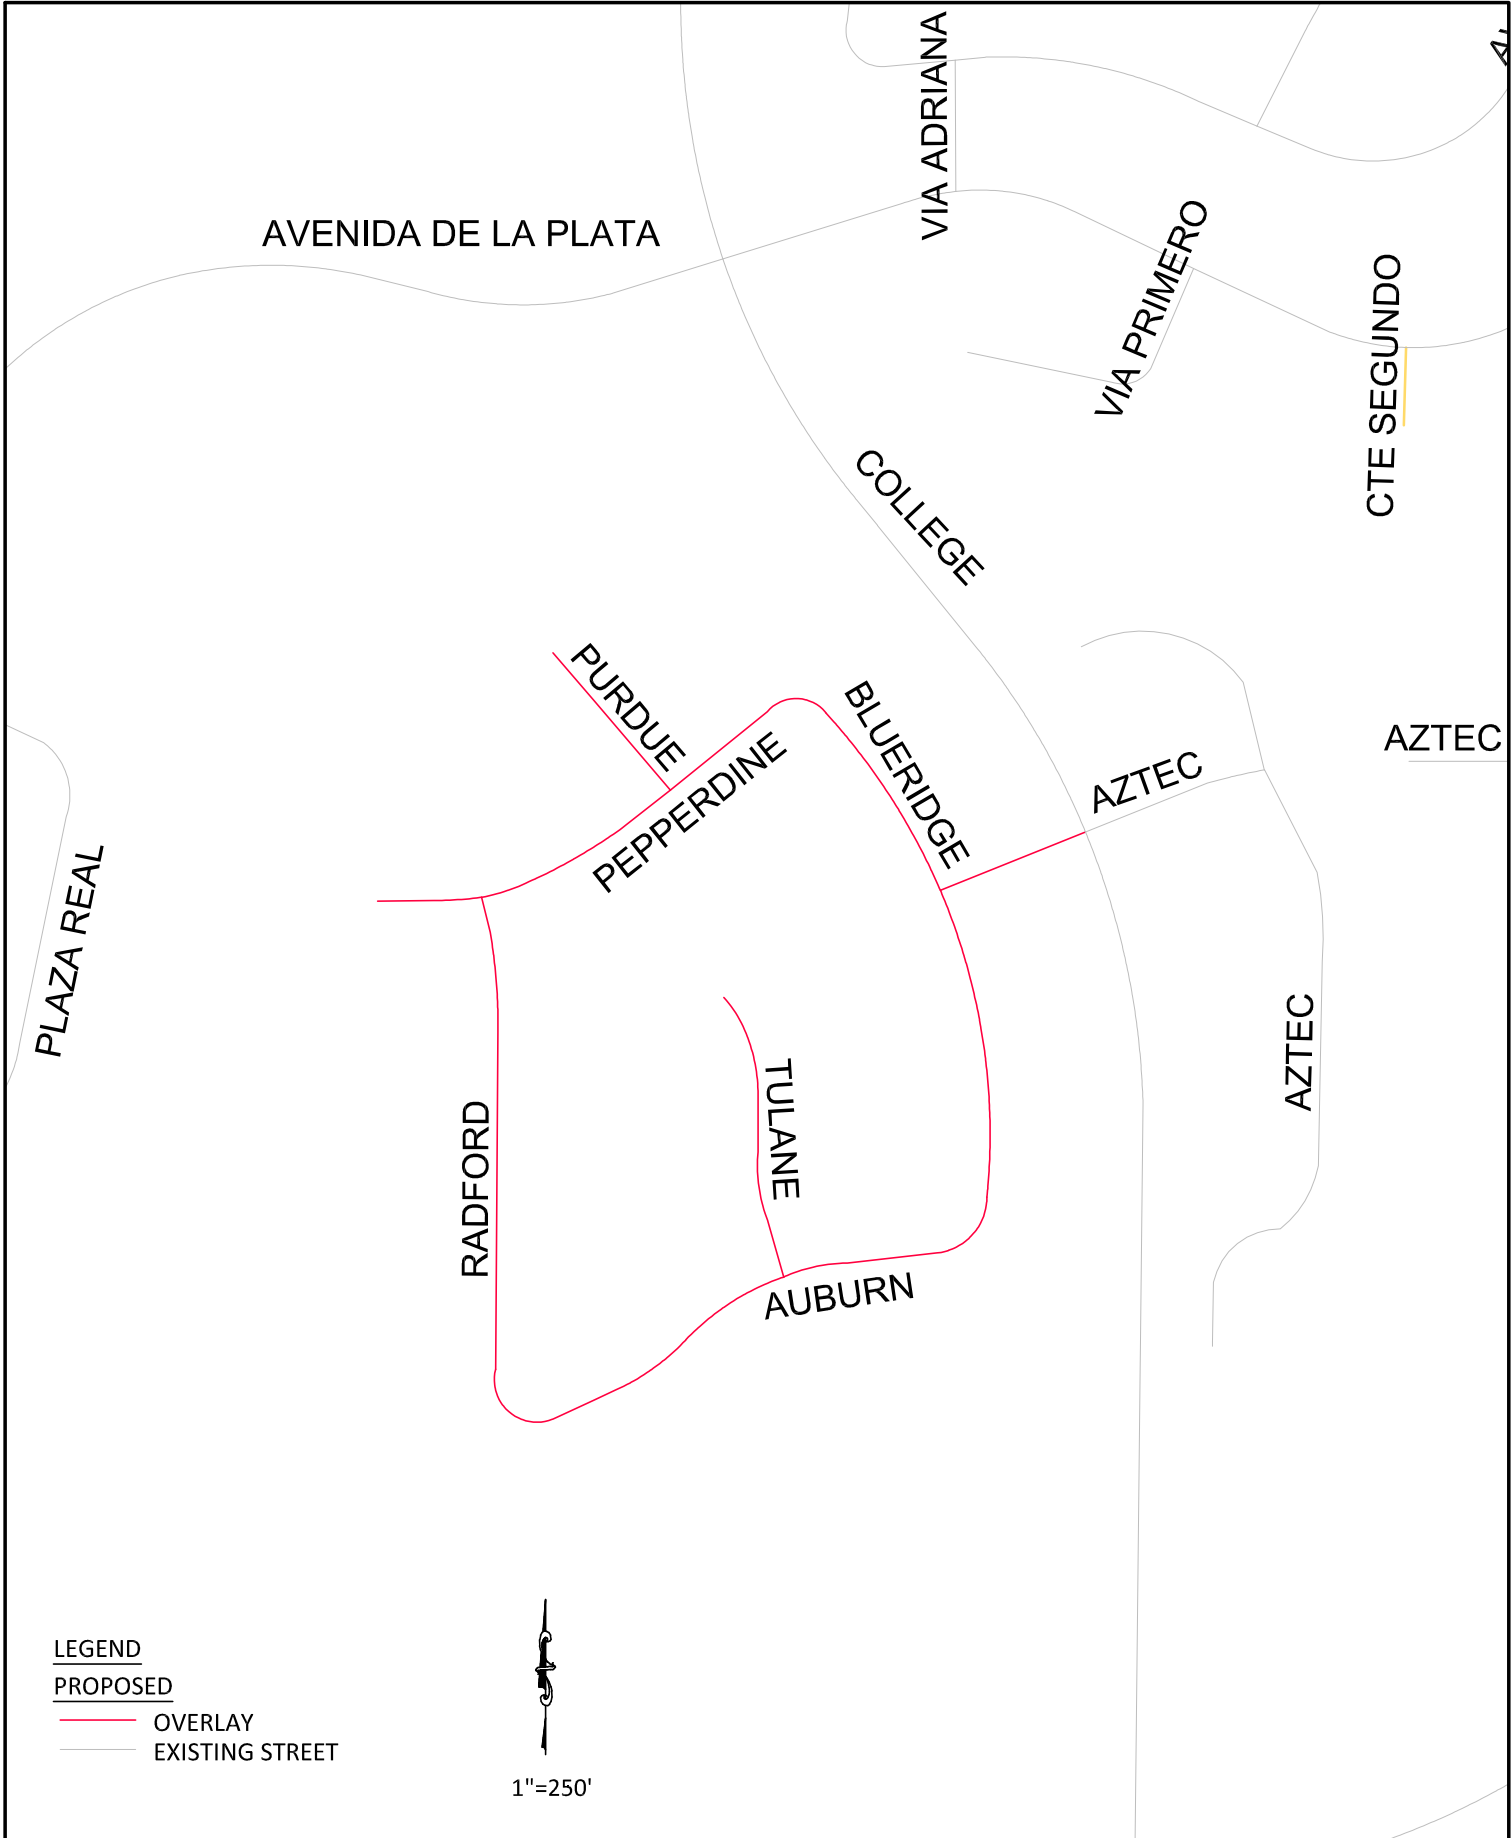 VIA ADRIANA
AVENIDA DE LA PLATA
VIA PRIMERO
CTE SEGUNDO
COLLEGE
PURDUE
BLUERIDGE
AZTEC
PEPPERDINE
AZTEC
PLAZA REAL
AZTEC
TULANE
RADFORD
AUBURN
LEGEND
PROPOSED
OVERLAY
EXISTING STREET
1"=250'